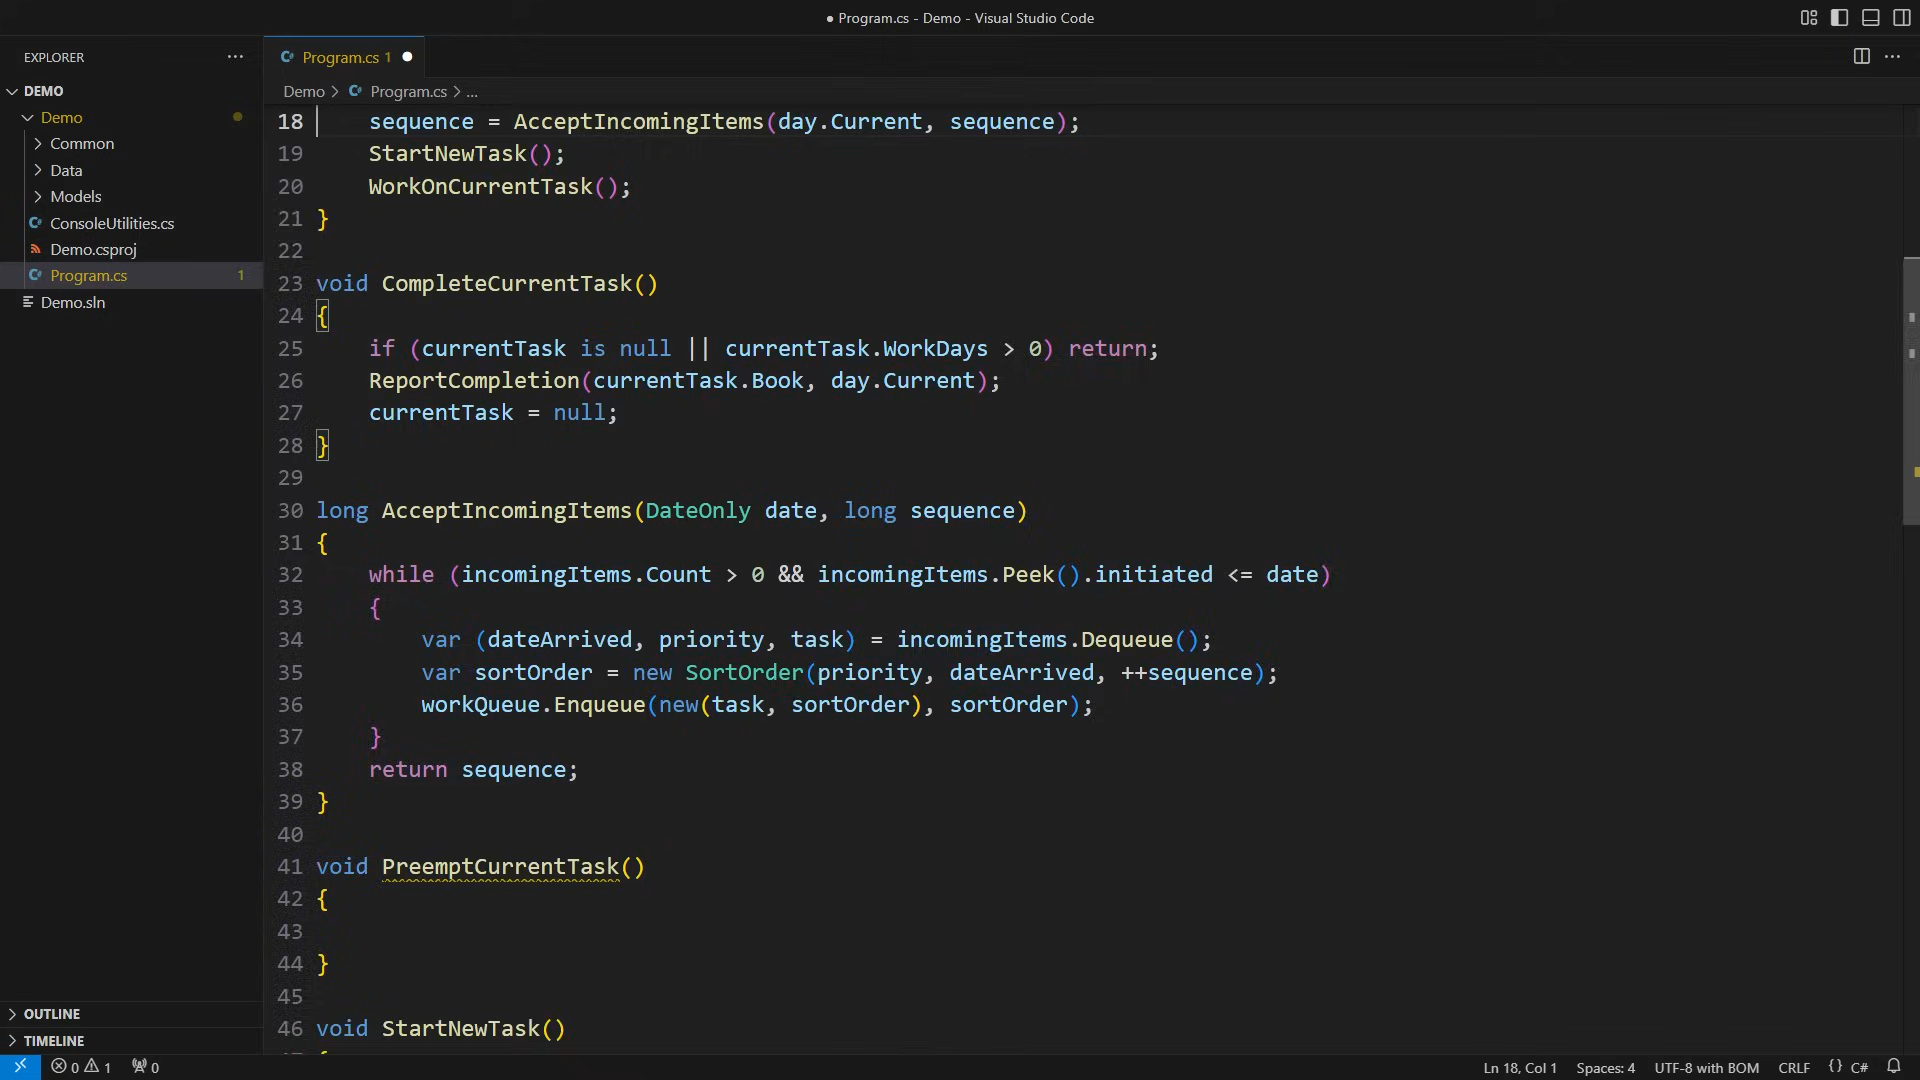 ● Program.cs - Demo - Visual Studio Code
EXPLORER
DEMO
Demo
Common
Data
Models
ConsoleUtilities.cs
Demo.csproj
Program.cs 1
Demo.sln
OUTLINE
TIMELINE
Program.cs 1
Demo > Program.cs > ...
18 sequence = AcceptIncomingItems(day.Current, sequence);
19 StartNewTask();
20 WorkOnCurrentTask();
21 }
22
23 void CompleteCurrentTask()
24 {
25 if (currentTask is null || currentTask.WorkDays > 0) return;
26 ReportCompletion(currentTask.Book, day.Current);
27 currentTask = null;
28 }
29
30 long AcceptIncomingItems(DateOnly date, long sequence)
31 {
32 while (incomingItems.Count > 0 && incomingItems.Peek().initiated <= date)
33 {
34 var (dateArrived, priority, task) = incomingItems.Dequeue();
35 var sortOrder = new SortOrder(priority, dateArrived, ++sequence);
36 workQueue.Enqueue(new(task, sortOrder), sortOrder);
37 }
38 return sequence;
39 }
40
41 void PreemptCurrentTask()
42 {
43
44 }
45
46 void StartNewTask()
0 1 0 Ln 18, Col 1 Spaces: 4 UTF-8 with BOM CRLF {} C#